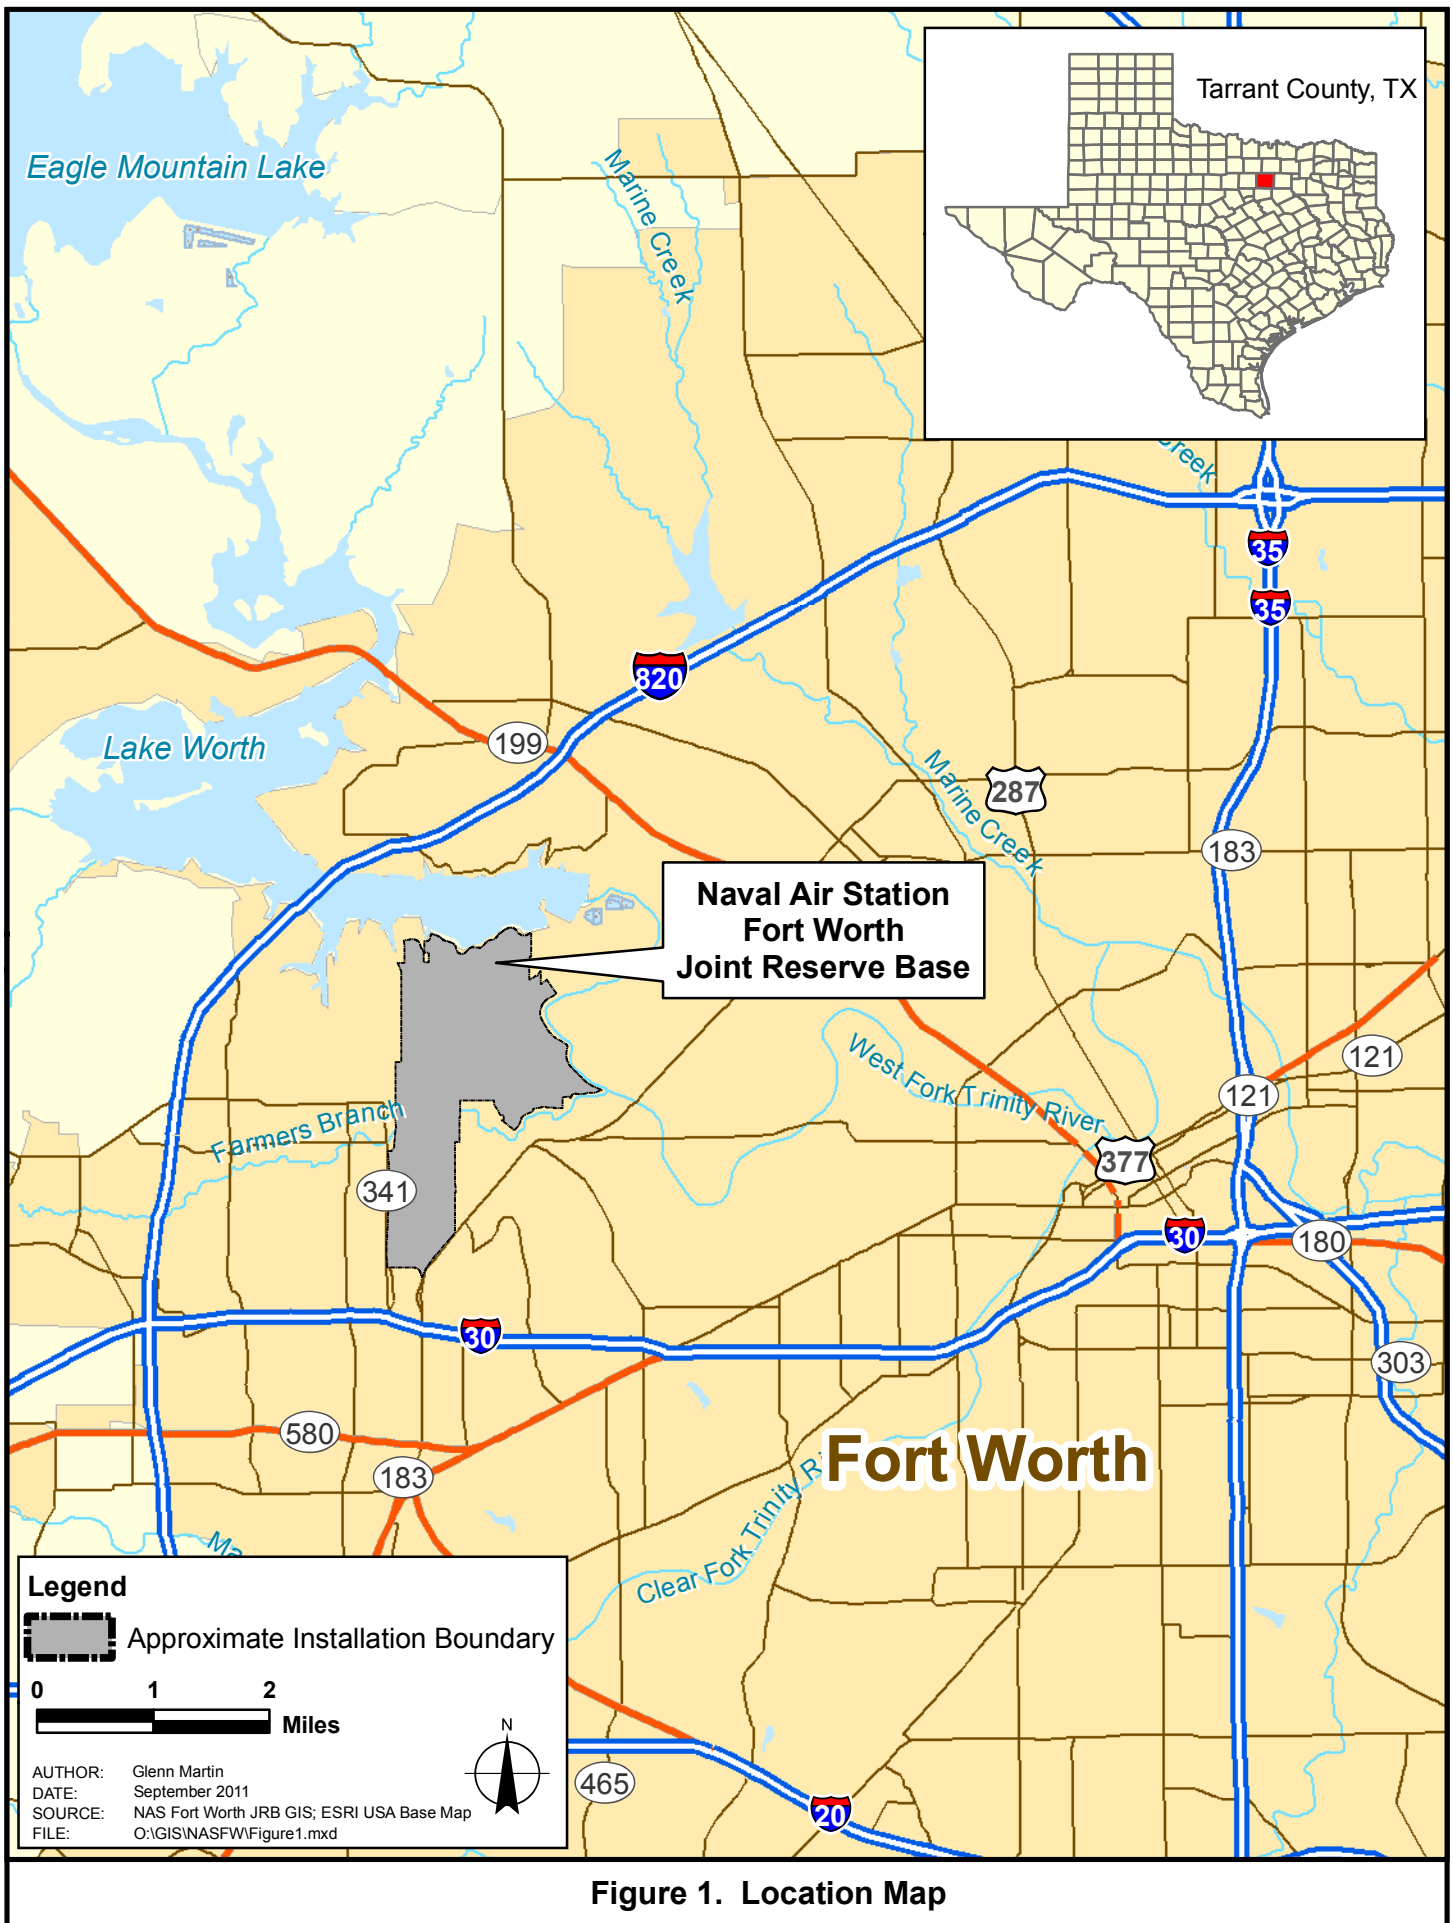 Tarrant County, TX
Eagle Mountain Lake
Marine Creek
Creek
35
35
820
Lake Worth
199
Marine Creek
287
183
Naval Air Station
Fort Worth
Joint Reserve Base
West Fork Trinity River
121
121
Farmers Branch
377
341
30
180
30
303
580
Fort Worth
183
Clear Fork Trinity Ri
Ma
Legend
Approximate Installation Boundary
0 1 2
Miles
N
AUTHOR: Glenn Martin
DATE: September 2011
SOURCE: NAS Fort Worth JRB GIS; ESRI USA Base Map
FILE: O:\GIS\NASFW\Figure1.mxd
465
20
Figure 1. Location Map